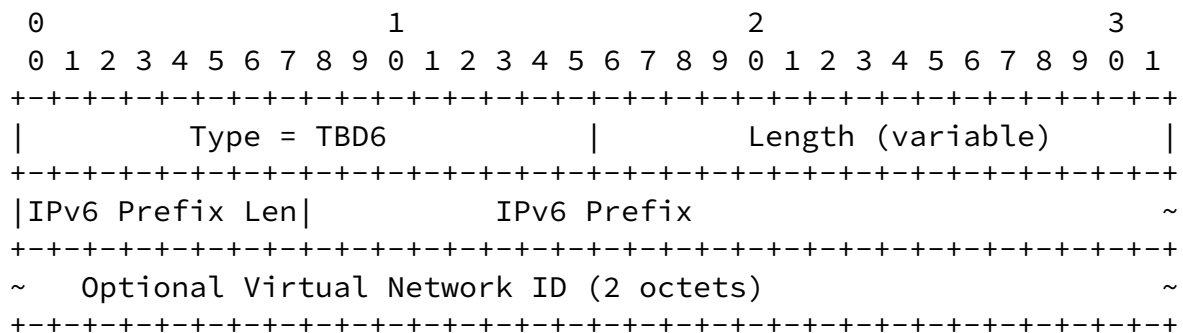 0                   1                   2                   3
 0 1 2 3 4 5 6 7 8 9 0 1 2 3 4 5 6 7 8 9 0 1 2 3 4 5 6 7 8 9 0 1
+-+-+-+-+-+-+-+-+-+-+-+-+-+-+-+-+-+-+-+-+-+-+-+-+-+-+-+-+-+-+-+-+
|         Type = TBD6           |        Length (variable)      |
+-+-+-+-+-+-+-+-+-+-+-+-+-+-+-+-+-+-+-+-+-+-+-+-+-+-+-+-+-+-+-+-+
|IPv6 Prefix Len|          IPv6 Prefix                          ~
+-+-+-+-+-+-+-+-+-+-+-+-+-+-+-+-+-+-+-+-+-+-+-+-+-+-+-+-+-+-+-+-+
~   Optional Virtual Network ID (2 octets)                      ~
+-+-+-+-+-+-+-+-+-+-+-+-+-+-+-+-+-+-+-+-+-+-+-+-+-+-+-+-+-+-+-+-+